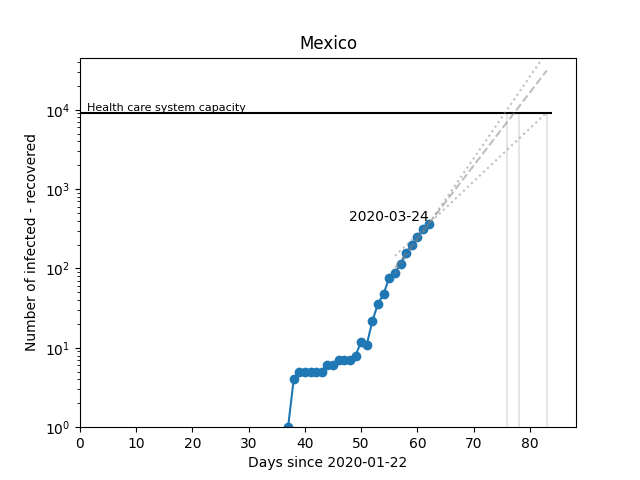 Mexico
Number of infected - recovered
10^4
10^3
10^2
10^1
10^0
Health care system capacity
2020-03-24
0 10 20 30 40 50 60 70 80
Days since 2020-01-22